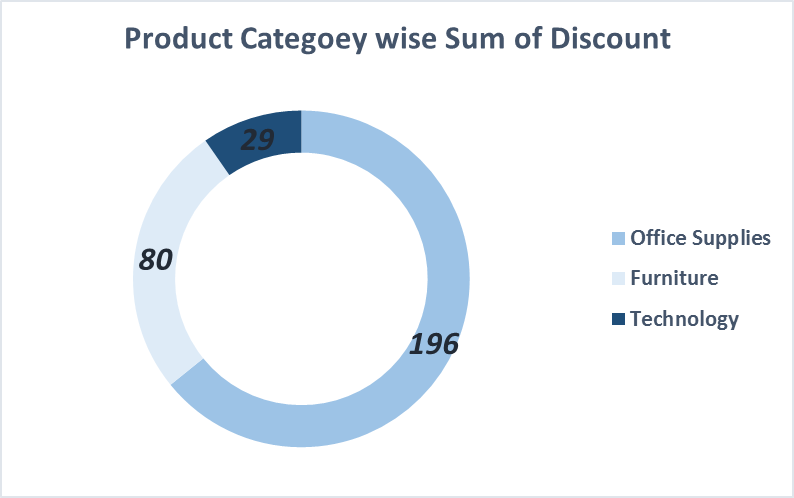 Product Categoey wise Sum of Discount
29
80
196
Office Supplies
Furniture
Technology